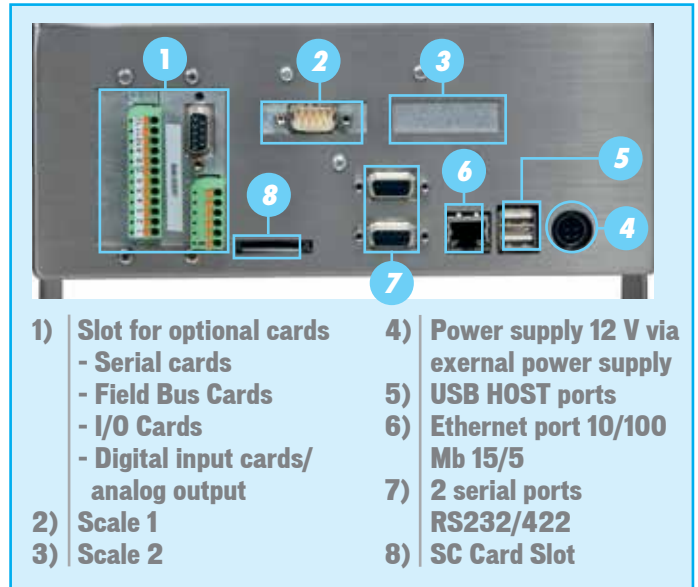 1
2
3
4
5
6
7
8
1) Slot for optional cards
- Serial cards
- Field Bus Cards
- I/O Cards
- Digital input cards/
analog output
2) Scale 1
3) Scale 2
4) Power supply 12 V via
exernal power supply
5) USB HOST ports
6) Ethernet port 10/100
Mb 15/5
7) 2 serial ports
RS232/422
8) SC Card Slot